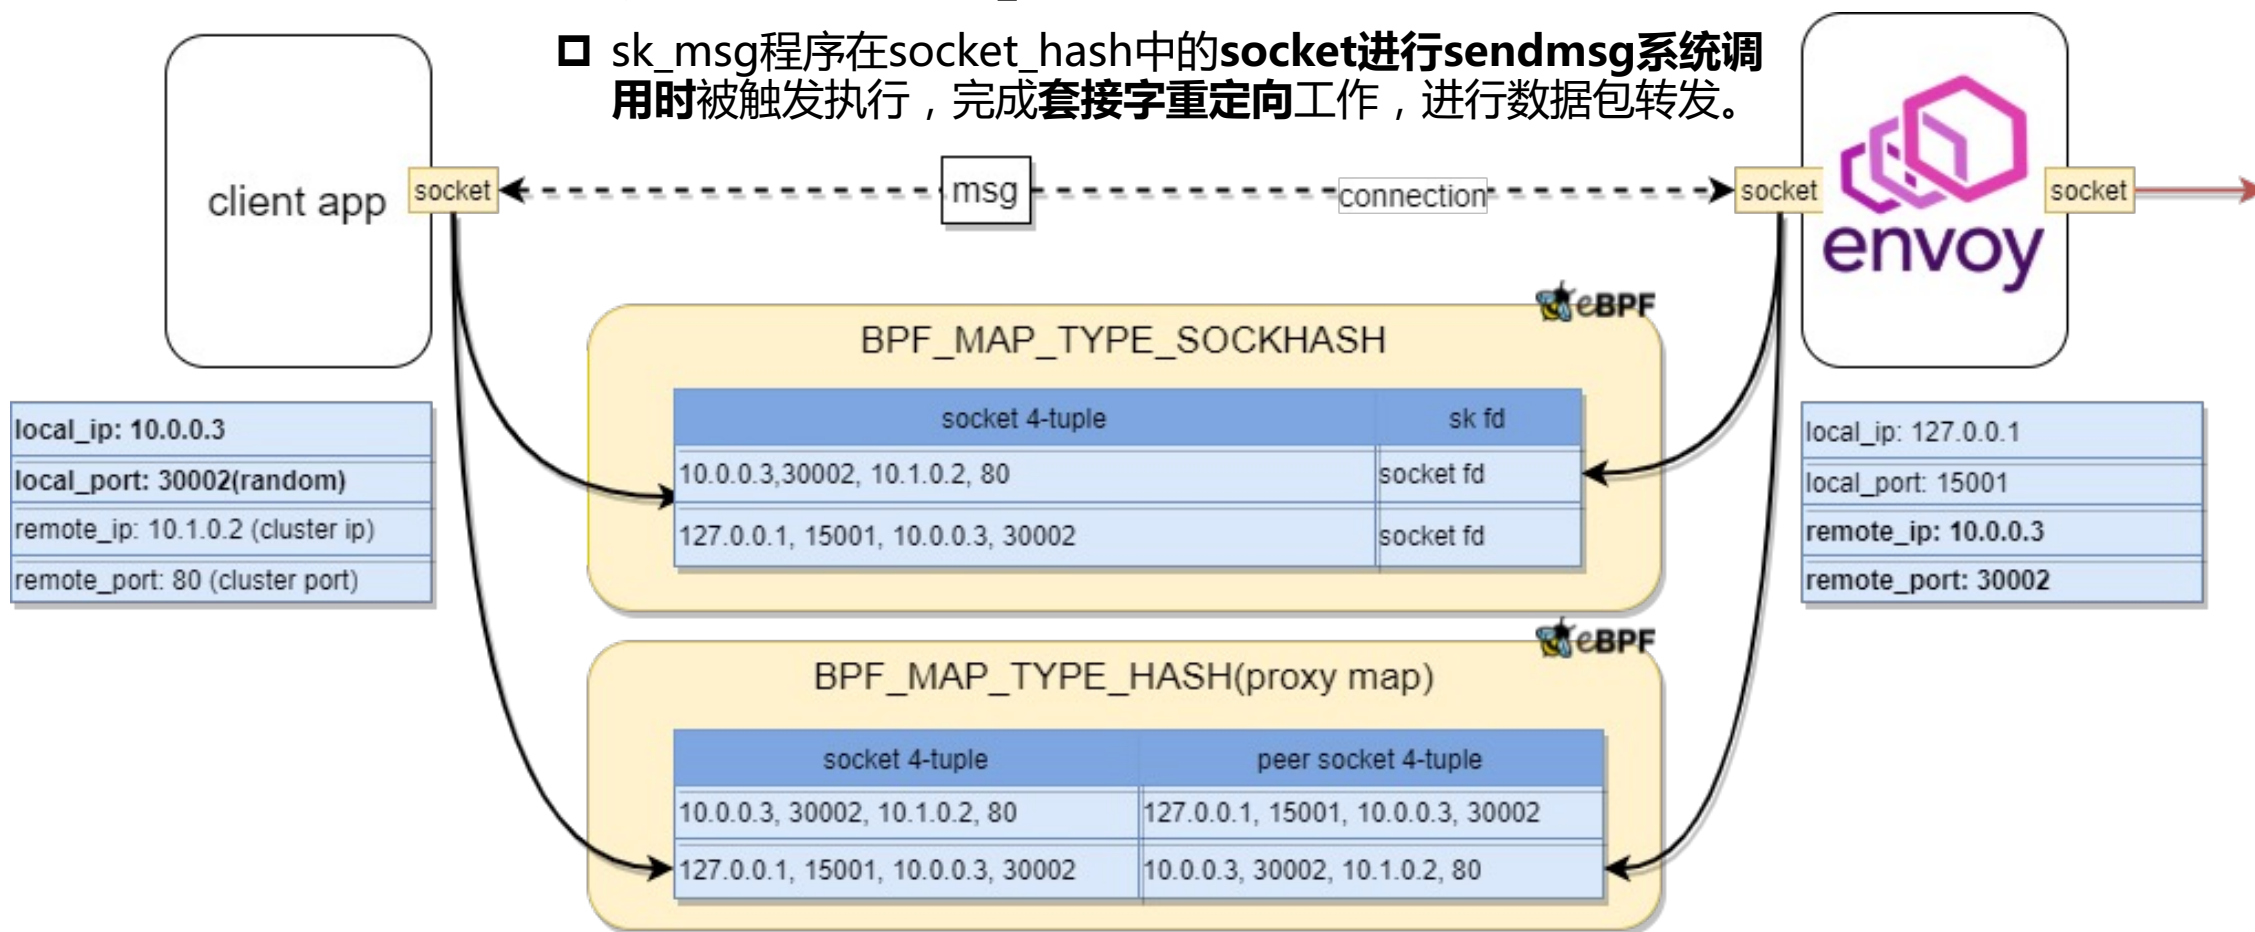 sk_msg程序在socket_hash中的socket进行sendmsg系统调
用时被触发执行，完成套接字重定向工作，进行数据包转发。
client app
socket
msg
connection
socket
envoy
socket
eBPF
BPF_MAP_TYPE_SOCKHASH
socket 4-tuple
sk fd
10.0.0.3,30002, 10.1.0.2, 80
socket fd
127.0.0.1, 15001, 10.0.0.3, 30002
socket fd
local_ip: 10.0.0.3
local_port: 30002(random)
remote_ip: 10.1.0.2 (cluster ip)
remote_port: 80 (cluster port)
local_ip: 127.0.0.1
local_port: 15001
remote_ip: 10.0.0.3
remote_port: 30002
eBPF
BPF_MAP_TYPE_HASH(proxy map)
socket 4-tuple
peer socket 4-tuple
10.0.0.3, 30002, 10.1.0.2, 80
127.0.0.1, 15001, 10.0.0.3, 30002
127.0.0.1, 15001, 10.0.0.3, 30002
10.0.0.3, 30002, 10.1.0.2, 80